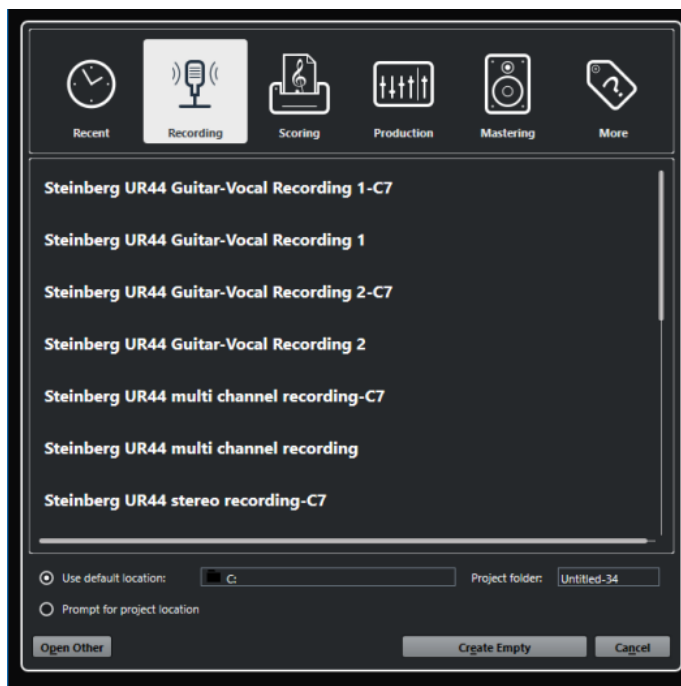 Recent Recording Scoring Production Mastering More
Steinberg UR44 Guitar-Vocal Recording 1-C7
Steinberg UR44 Guitar-Vocal Recording 1
Steinberg UR44 Guitar-Vocal Recording 2-C7
Steinberg UR44 Guitar-Vocal Recording 2
Steinberg UR44 multi channel recording-C7
Steinberg UR44 multi channel recording
Steinberg UR44 stereo recording-C7
Use default location: C: Project folder: Untitled-34
Prompt for project location
Open Other Create Empty Cancel